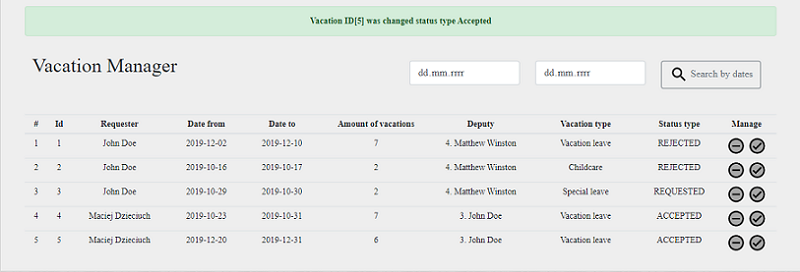 Vacation ID[5] was changed status type Accepted
Vacation Manager
dd.mm.rrrr dd.mm.rrrr Search by dates
# Id Requester Date from Date to Amount of vacations Deputy Vacation type Status type Manage
1 1 John Doe 2019-12-02 2019-12-10 7 4. Matthew Winston Vacation leave REJECTED
2 2 John Doe 2019-10-16 2019-10-17 2 4. Matthew Winston Childcare REJECTED
3 3 John Doe 2019-10-29 2019-10-30 2 4. Matthew Winston Special leave REQUESTED
4 4 Maciej Dzieciuch 2019-10-23 2019-10-31 7 3. John Doe Vacation leave ACCEPTED
5 5 Maciej Dzieciuch 2019-12-20 2019-12-31 6 3. John Doe Vacation leave ACCEPTED